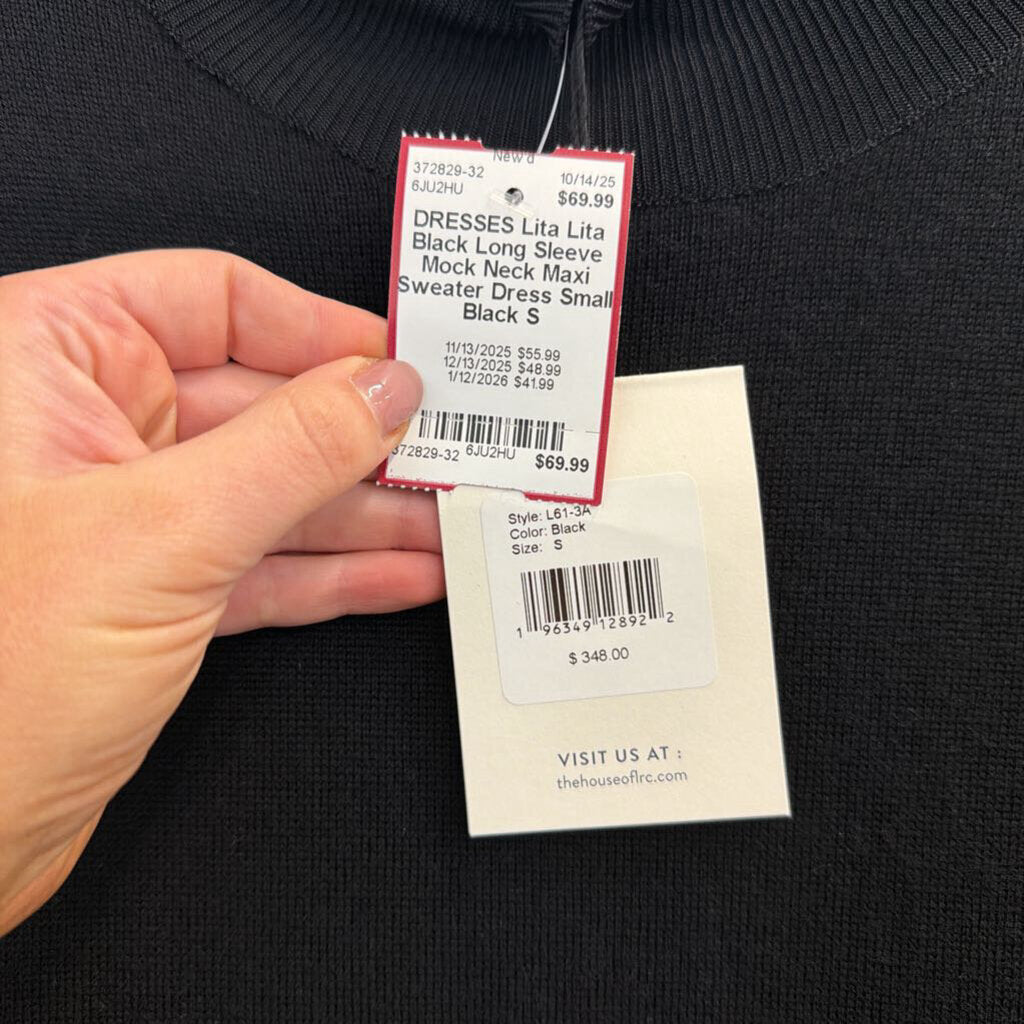 New'd
372829-32 10/14/25
6JU2HU $69.99
DRESSES Lita Lita
Black Long Sleeve
Mock Neck Maxi
Sweater Dress Small
Black S
11/13/2025 $55.99
12/13/2025 $48.99
1/12/2026 $41.99
372829-32 6JU2HU $69.99
Style: L61-3A
Color: Black
Size: S
1 96349 12892 2
$ 348.00
VISIT US AT :
thehouseoflrc.com